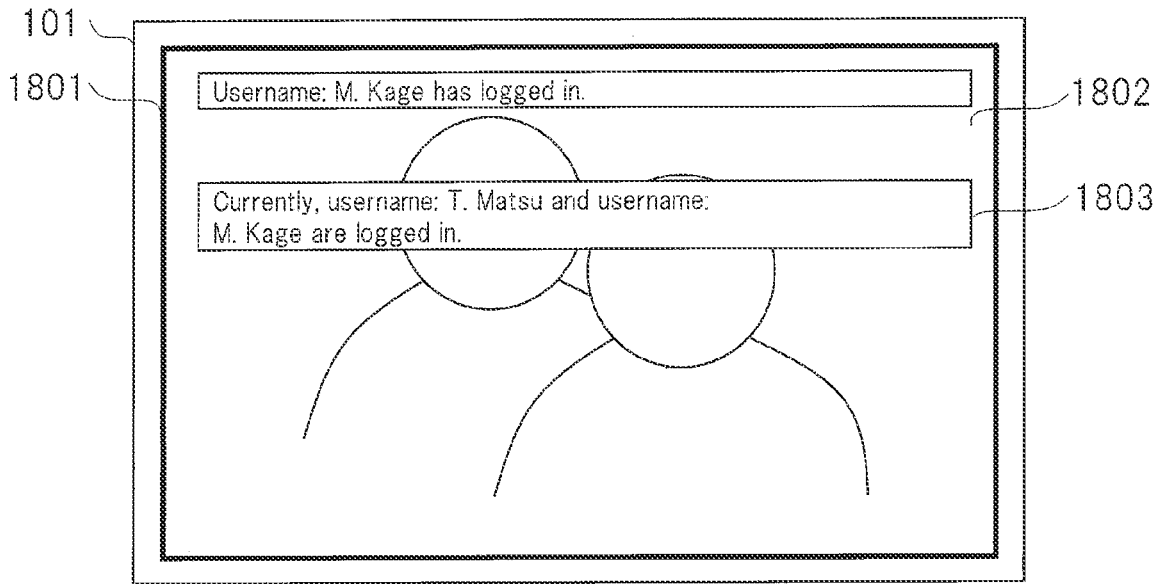 101
1801
Username: M. Kage has logged in.
1802
Currently, username: T. Matsu and username:
M. Kage are logged in.
1803